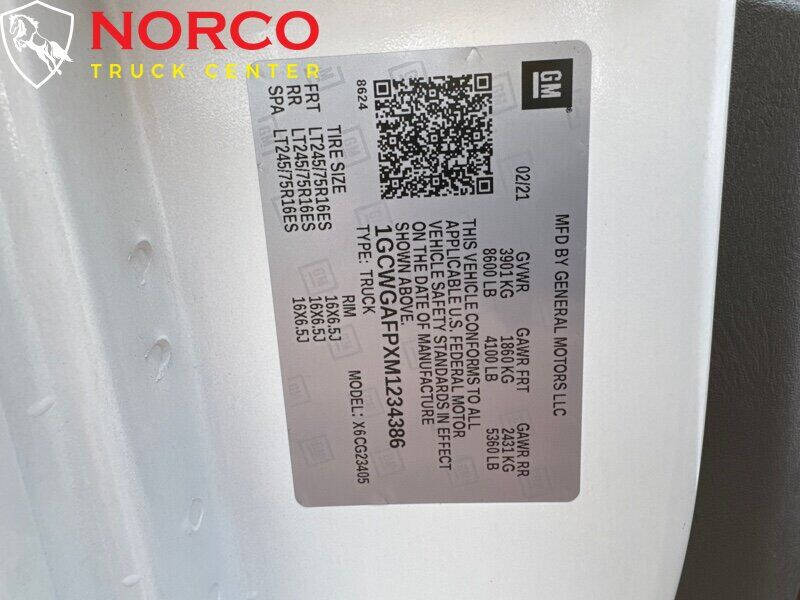 NORCO
TRUCK CENTER
GM
MFD BY GENERAL MOTORS LLC
02/21 GVWR GAWR FRT GAWR RR
3901 KG 1860 KG 2431 KG
8600 LB 4100 LB 5360 LB
THIS VEHICLE CONFORMS TO ALL
APPLICABLE U.S. FEDERAL MOTOR
VEHICLE SAFETY STANDARDS IN EFFECT
ON THE DATE OF MANUFACTURE
SHOWN ABOVE.
1GCWGAFPXM1234386
TYPE: TRUCK MODEL: X6CG23405
8624
TIRE SIZE RIM
FRT LT245/75R16ES 16X6.5J
RR LT245/75R16ES 16X6.5J
SPA LT245/75R16ES 16X6.5J